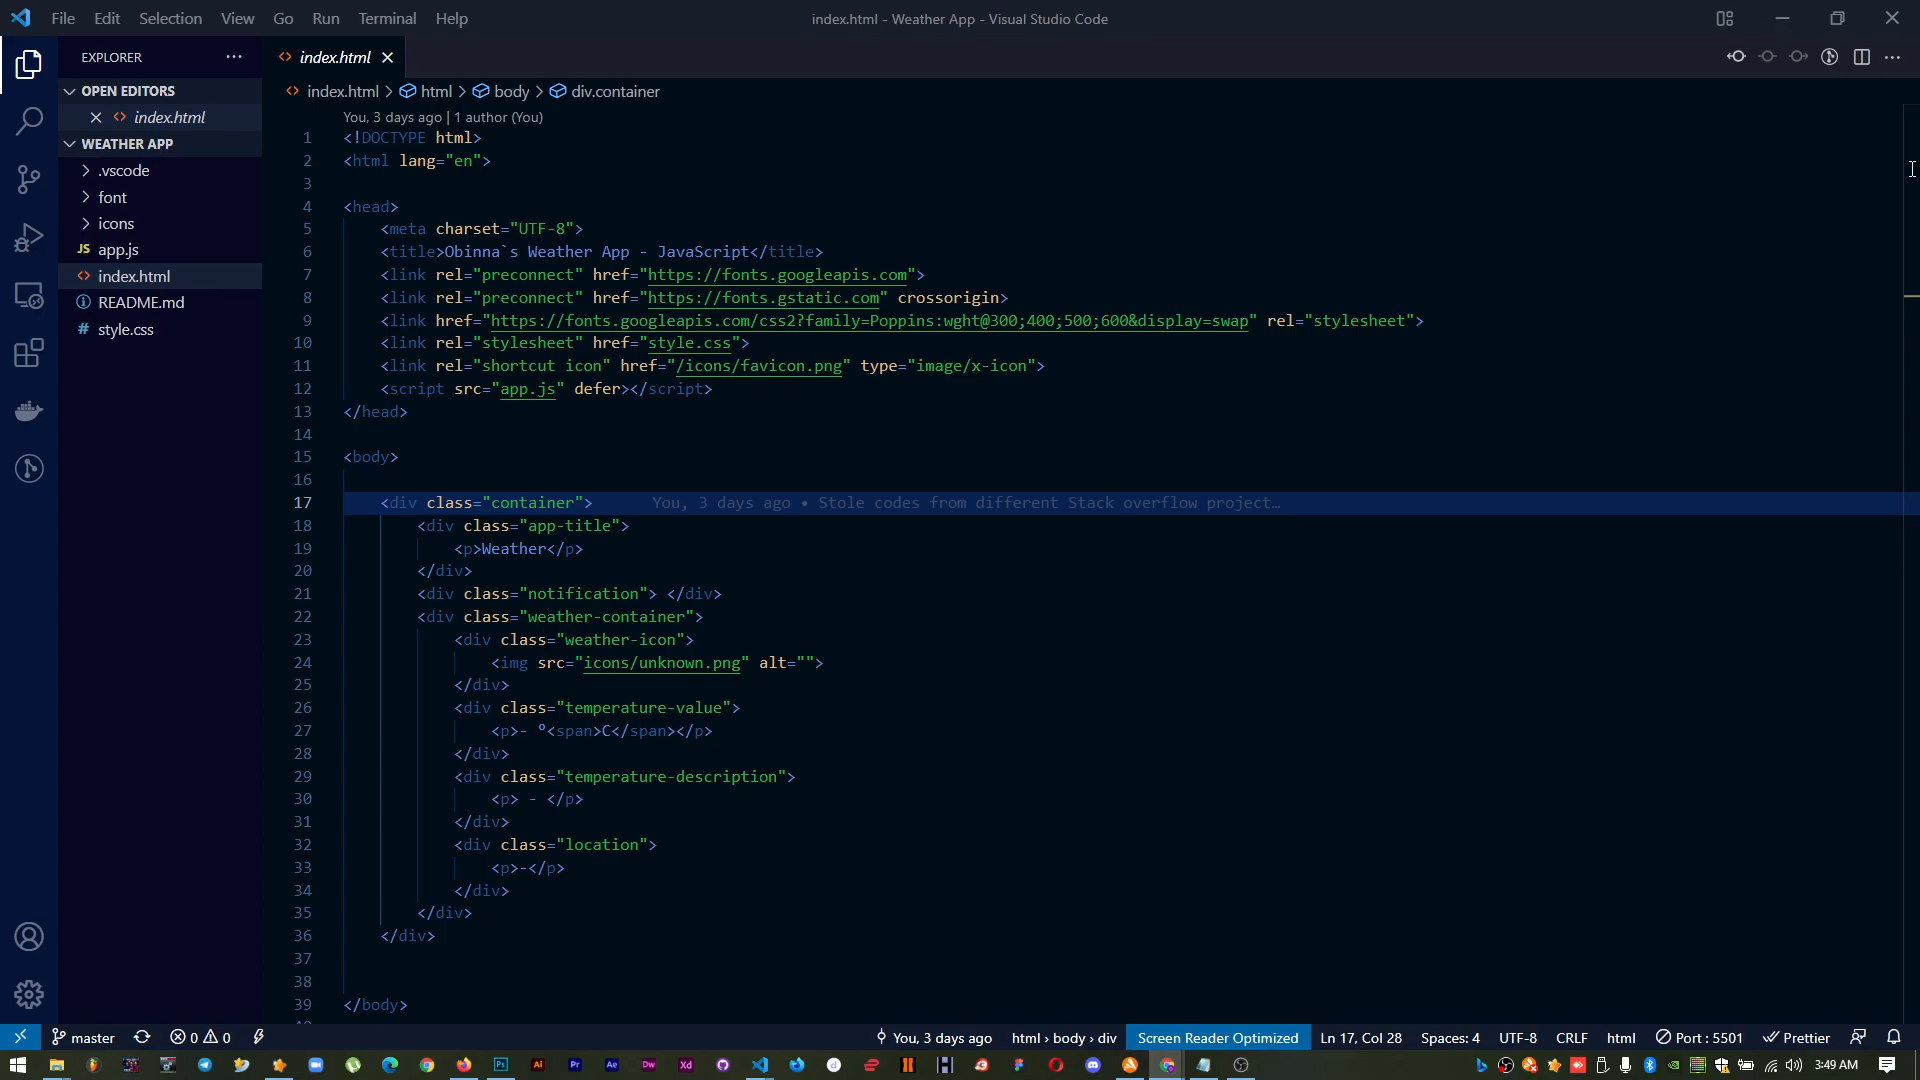 File Edit Selection View Go Run Terminal Help
index.html - Weather App - Visual Studio Code
EXPLORER
index.html
OPEN EDITORS
index.html
WEATHER APP
.vscode
font
icons
JS app.js
index.html
README.md
# style.css
index.html > html > body > div.container
You, 3 days ago | 1 author (You)
1 <!DOCTYPE html>
2 <html lang="en">
3
4 <head>
5 <meta charset="UTF-8">
6 <title>Obinna`s Weather App - JavaScript</title>
7 <link rel="preconnect" href="https://fonts.googleapis.com">
8 <link rel="preconnect" href="https://fonts.gstatic.com" crossorigin>
9 <link href="https://fonts.googleapis.com/css2?family=Poppins:wght@300;400;500;600&display=swap" rel="stylesheet">
10 <link rel="stylesheet" href="style.css">
11 <link rel="shortcut icon" href="/icons/favicon.png" type="image/x-icon">
12 <script src="app.js" defer></script>
13 </head>
14
15 <body>
16
17 <div class="container"> You, 3 days ago • Stole codes from different Stack overflow project…
18 <div class="app-title">
19 <p>Weather</p>
20 </div>
21 <div class="notification"> </div>
22 <div class="weather-container">
23 <div class="weather-icon">
24 <img src="icons/unknown.png" alt="">
25 </div>
26 <div class="temperature-value">
27 <p>- °<span>C</span></p>
28 </div>
29 <div class="temperature-description">
30 <p> - </p>
31 </div>
32 <div class="location">
33 <p>-</p>
34 </div>
35 </div>
36 </div>
37
38
39 </body>
master 0 0 You, 3 days ago html › body › div Screen Reader Optimized Ln 17, Col 28 Spaces: 4 UTF-8 CRLF html Port : 5501 Prettier
Ps Ai Pr Ae Dw Xd 3:49 AM